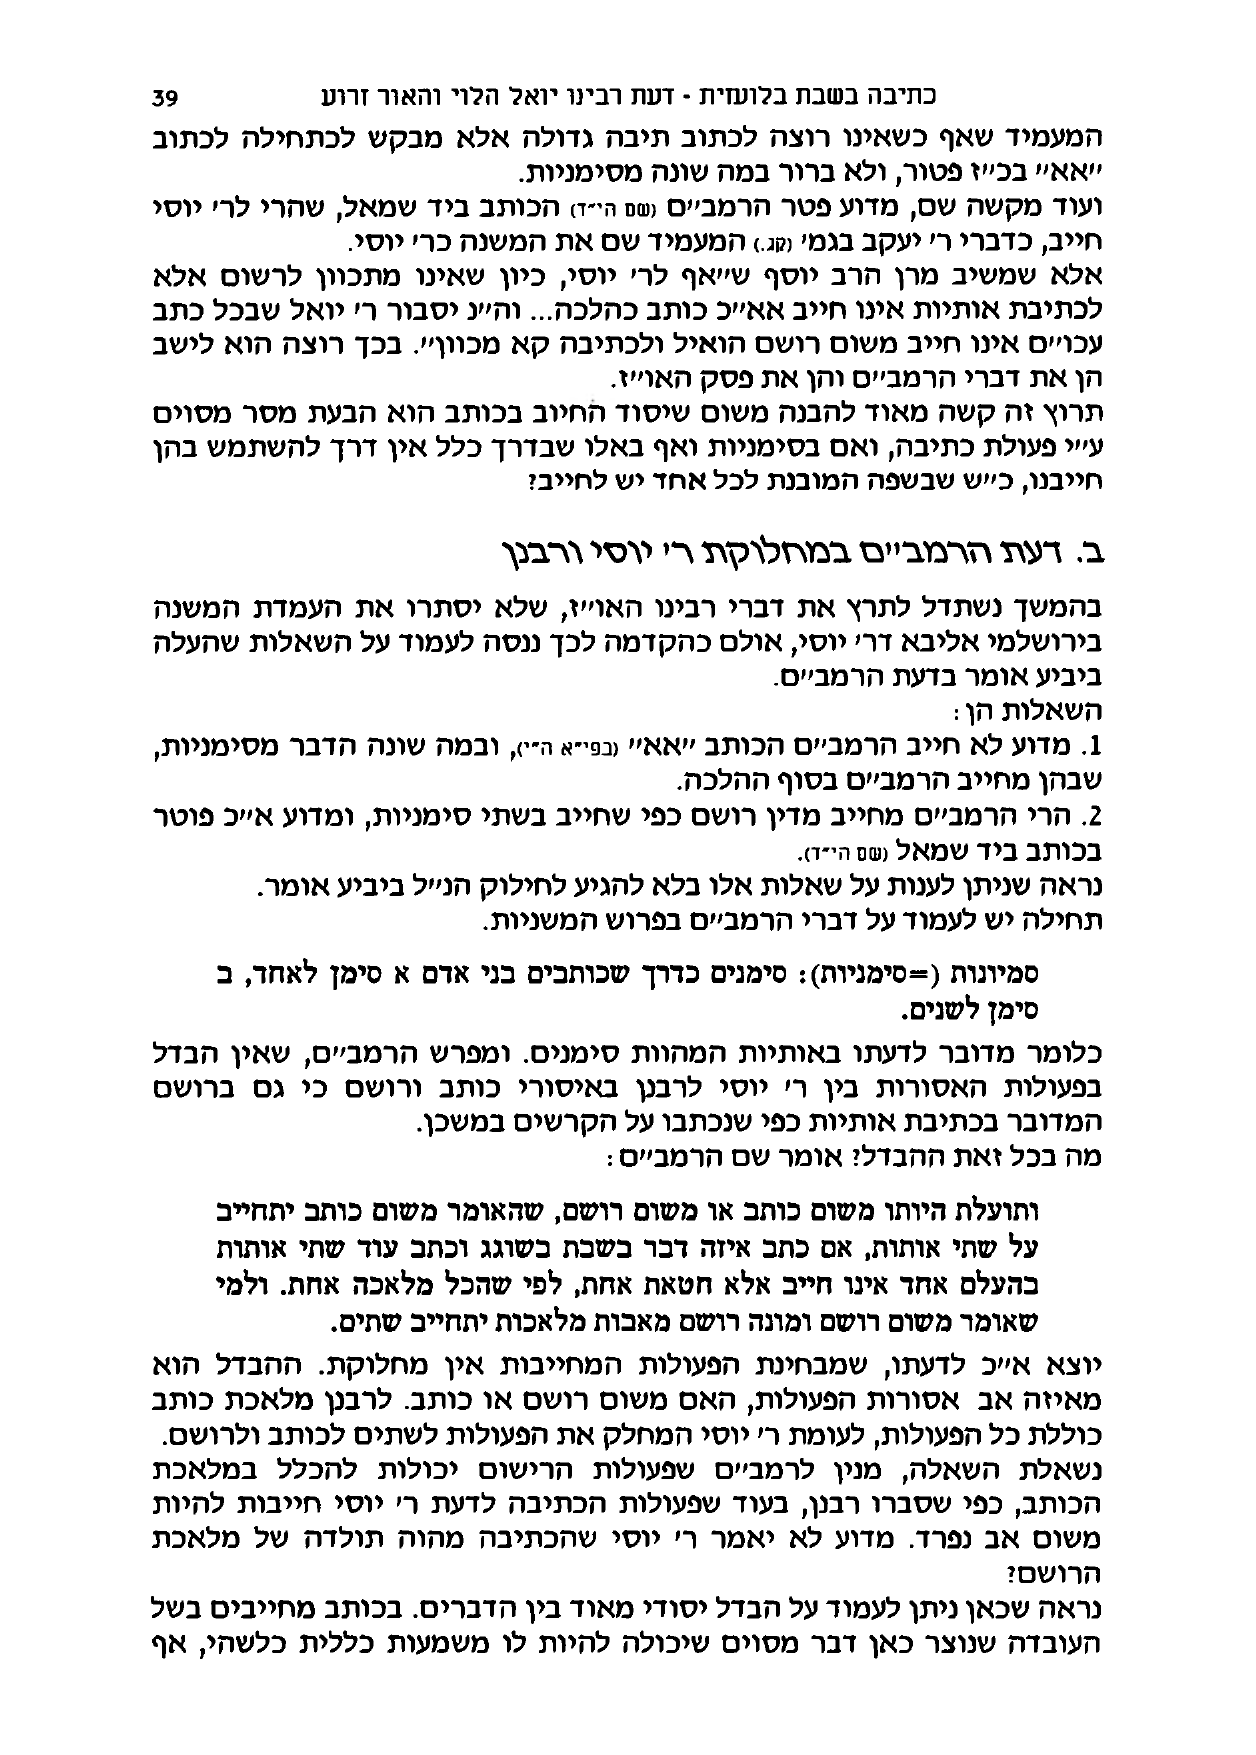 כתיבה בשבת בלועזית - דעת רבינו יואל הלוי והאור זרוע 39
המעמיד שאף כשאינו רוצה לכתוב תיבה גדולה אלא מבקש לכתחילה לכתוב
״אא״ בכ״ז פטור, ולא ברור במה שונה מסימניות.
ועוד מקשה שם, מדוע פטר הרמב״ים (שם הי״ד) הכותב ביד שמאל, שהרי לר׳ יוסי
חייב, כדברי ר׳ יעקב בגמ׳ (קג.) המעמיד שם את המשנה כר׳ יוסי.
אלא שמשיב מרן הרב יוסף ש״אף לר׳ יוסי, כיון שאינו מתכוון לרשום אלא
לכתיבת אותיות אינו חייב אא״כ כותב כהלכה... וה״נ יסבור ר׳ יואל שבכל כתב
עכו״ם אינו חייב משום רושם הואיל ולכתיבה קא מכוון״. בכך רוצה הוא לישב
הן את דברי הרמב״ם והן את פסק האו״ז.
תרוץ זה קשה מאוד להבנה משום שיסוד החיוב בכותב הוא הבעת מסר מסוים
ע״י פעולת כתיבה, ואם בסימניות ואף באלו שבדרך כלל אין דרך להשתמש בהן
חייבנו, כ״ש שבשפה המובנת לכל אחד יש לחייב?
ב. דעת הרמב״ם במחלוקת ר׳ יוסי ורבנן
בהמשך נשתדל לתרץ את דברי רבינו האו״ז, שלא יסתרו את העמדת המשנה
בירושלמי אליבא דר׳ יוסי, אולם כהקדמה לכך ננסה לעמוד על השאלות שהעלה
ביביע אומר בדעת הרמב״ם.
השאלות הן:
1. מדוע לא חייב הרמב״ם הכותב ״אא״ (בפי״א ה״י), ובמה שונה הדבר מסימניות,
שבהן מחייב הרמב״ם בסוף ההלכה.
2. הרי הרמב״ם מחייב מדין רושם כפי שחייב בשתי סימניות, ומדוע א״כ פוטר
בכותב ביד שמאל (שם הי״ד).
נראה שניתן לענות על שאלות אלו בלא להגיע לחילוק הנ״ל ביביע אומר.
תחילה יש לעמוד על דברי הרמב״ם בפרוש המשניות.
סמיונות (=סימניות): סימנים כדרך שכותבים בני אדם א סימן לאחד, ב
סימן לשנים.
כלומר מדובר לדעתו באותיות המהוות סימנים. ומפרש הרמב״ם, שאין הבדל
בפעולות האסורות בין ר׳ יוסי לרבנן באיסורי כותב ורושם כי גם ברושם
המדובר בכתיבת אותיות כפי שנכתבו על הקרשים במשכן.
מה בכל זאת ההבדל? אומר שם הרמב״ם:
ותועלת היותו משום כותב או משום רושם, שהאומר משום כותב יתחייב
על שתי אותות, אם כתב איזה דבר בשבת בשוגג וכתב עוד שתי אותות
בהעלם אחד אינו חייב אלא חטאת אחת, לפי שהכל מלאכה אחת. ולמי
שאומר משום רושם ומונה רושם מאבות מלאכות יתחייב שתים.
יוצא א״כ לדעתו, שמבחינת הפעולות המחייבות אין מחלוקת. ההבדל הוא
מאיזה אב אסורות הפעולות, האם משום רושם או כותב. לרבנן מלאכת כותב
כוללת כל הפעולות, לעומת ר׳ יוסי המחלק את הפעולות לשתים לכותב ולרושם.
נשאלת השאלה, מנין לרמב״ם שפעולות הרישום יכולות להכלל במלאכת
הכותב, כפי שסברו רבנן, בעוד שפעולות הכתיבה לדעת ר׳ יוסי חייבות להיות
משום אב נפרד. מדוע לא יאמר ר׳ יוסי שהכתיבה מהוה תולדה של מלאכת
הרושם?
נראה שכאן ניתן לעמוד על הבדל יסודי מאוד בין הדברים. בכותב מחייבים בשל
העובדה שנוצר כאן דבר מסוים שיכולה להיות לו משמעות כללית כלשהי, אף